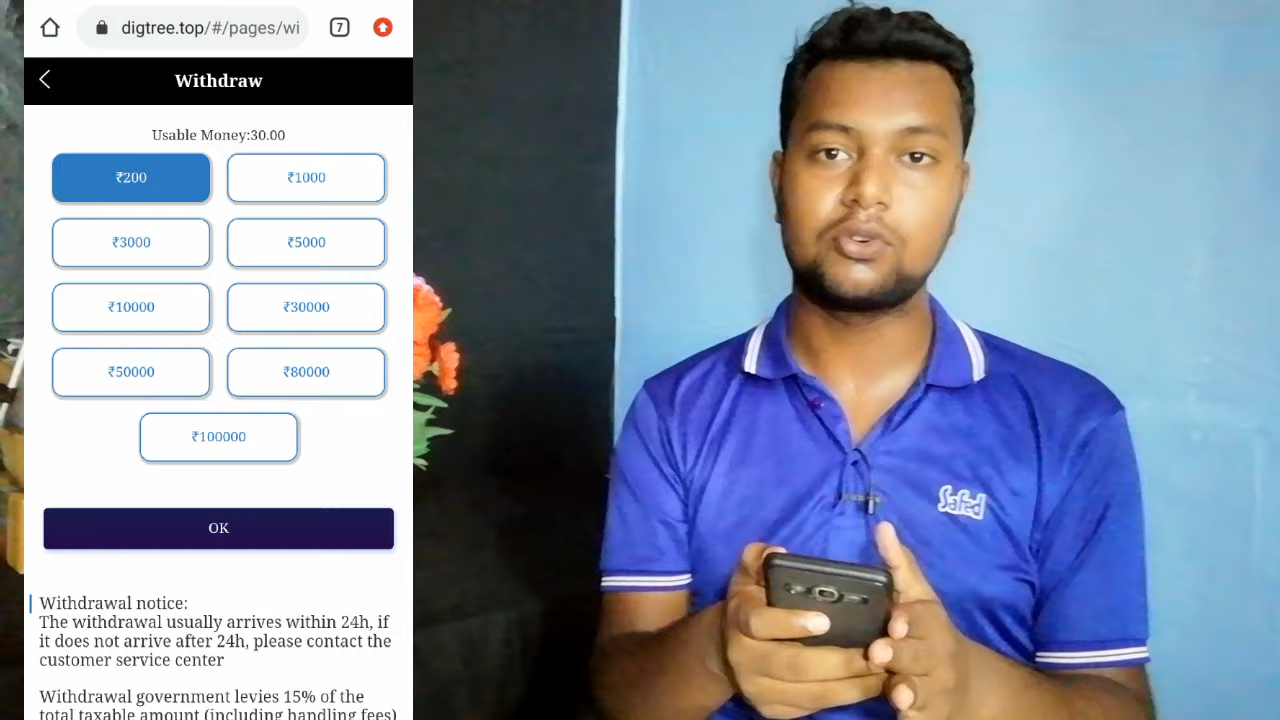 digtree.top/#/pages/wi
7
Withdraw
Usable Money:30.00
₹200
₹1000
₹3000
₹5000
₹10000
₹30000
₹50000
₹80000
₹100000
OK
Withdrawal notice:
The withdrawal usually arrives within 24h, if
it does not arrive after 24h, please contact the
customer service center
Withdrawal government levies 15% of the
total taxable amount (including handling fees)
Safed